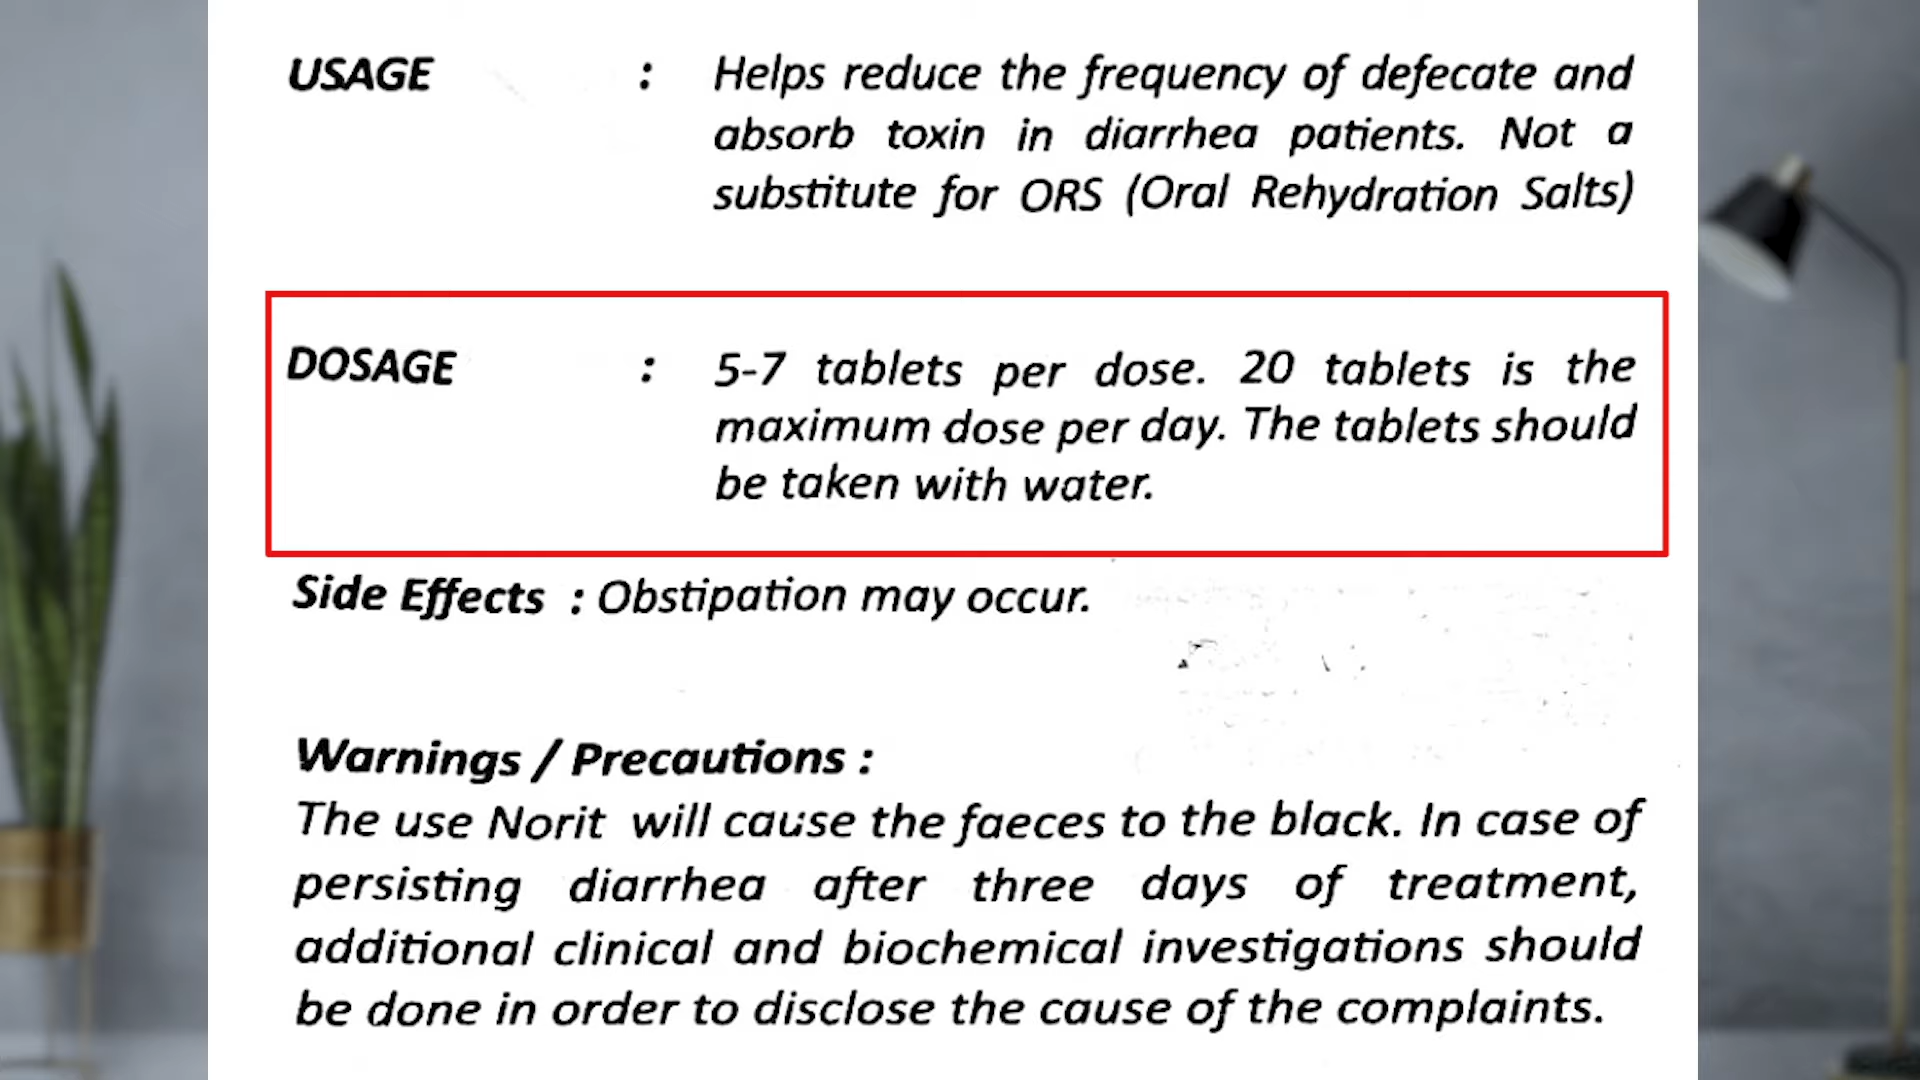 USAGE : Helps reduce the frequency of defecate and
absorb toxin in diarrhea patients. Not a
substitute for ORS (Oral Rehydration Salts)
DOSAGE : 5-7 tablets per dose. 20 tablets is the
maximum dose per day. The tablets should
be taken with water.
Side Effects : Obstipation may occur.
Warnings / Precautions :
The use Norit will cause the faeces to the black. In case of
persisting diarrhea after three days of treatment,
additional clinical and biochemical investigations should
be done in order to disclose the cause of the complaints.